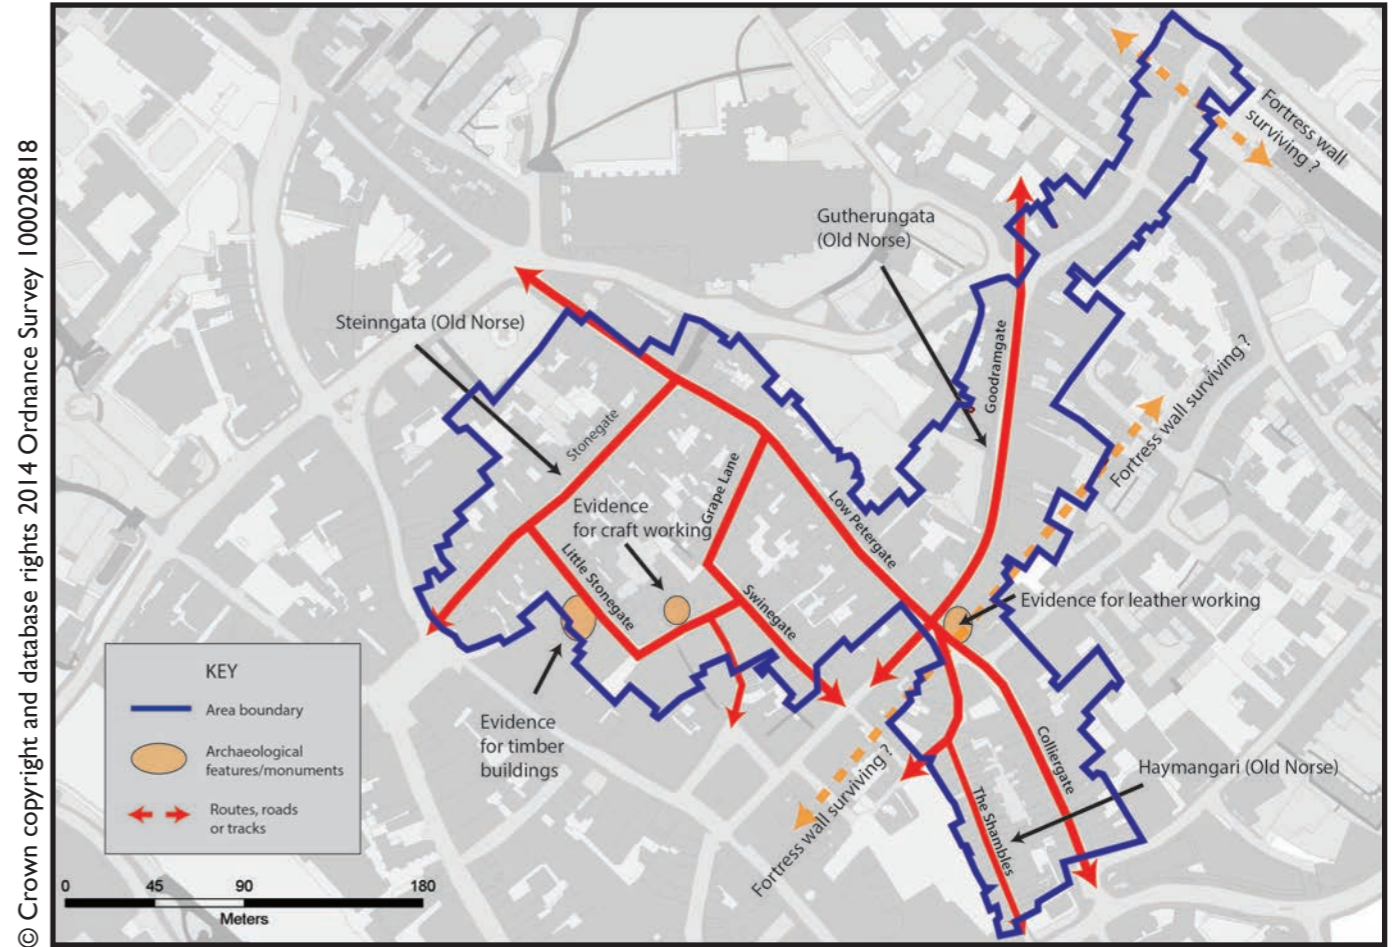 © Crown copyright and database rights 2014 Ordnance Survey 100020818
Fortress wall
surviving ?
Gutherungata
(Old Norse)
Steinngata (Old Norse)
Goodramgate
Fortress wall surviving ?
Stonegate
Evidence
for craft working
Grape Lane
Low Petergate
Little Stonegate
Swinegate
Evidence for leather working
KEY
Area boundary
Archaeological
features/monuments
Routes, roads
or tracks
Evidence
for timber
buildings
Fortress wall surviving ?
Colliergate
Haymangari (Old Norse)
The Shambles
0 45 90 180
Meters